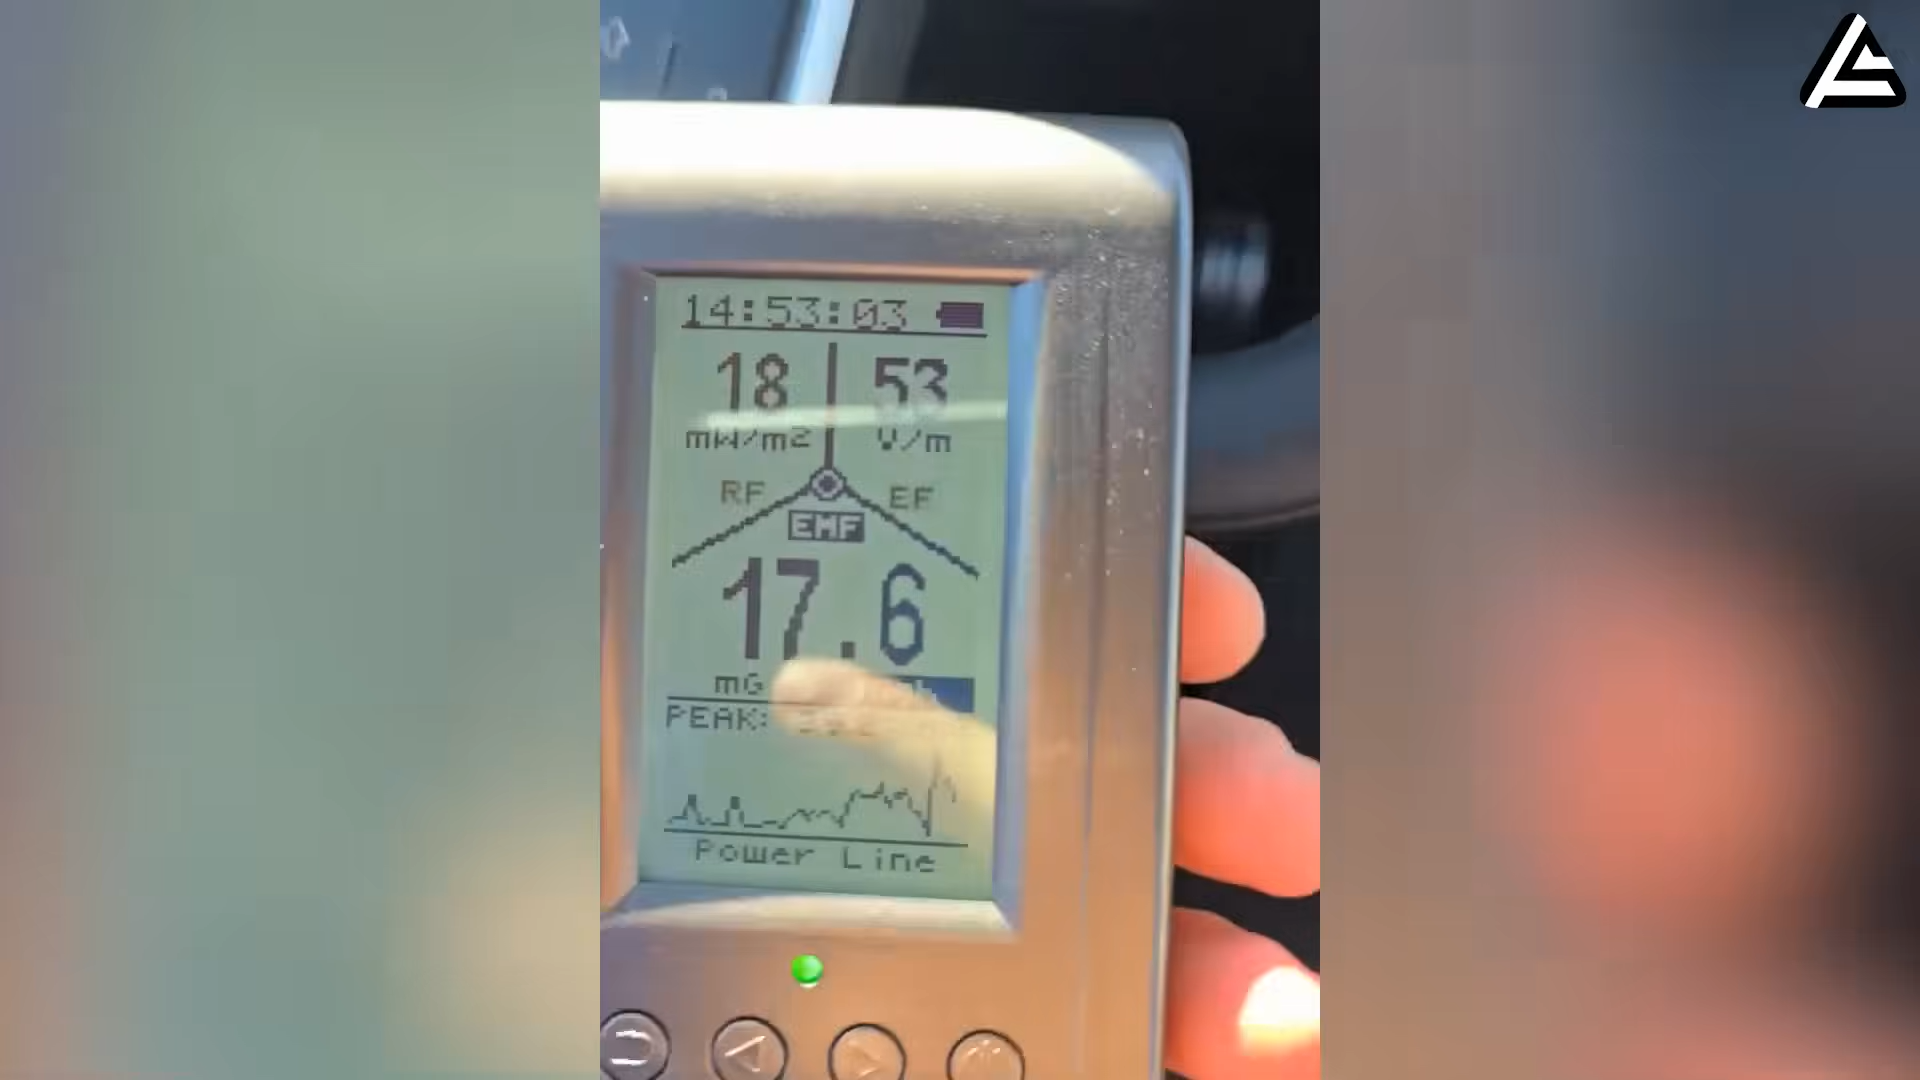 14:53:03
18 53
mW/m2 V/m
RF EF
EMF
17.6
mG
PEAK:
Power Line